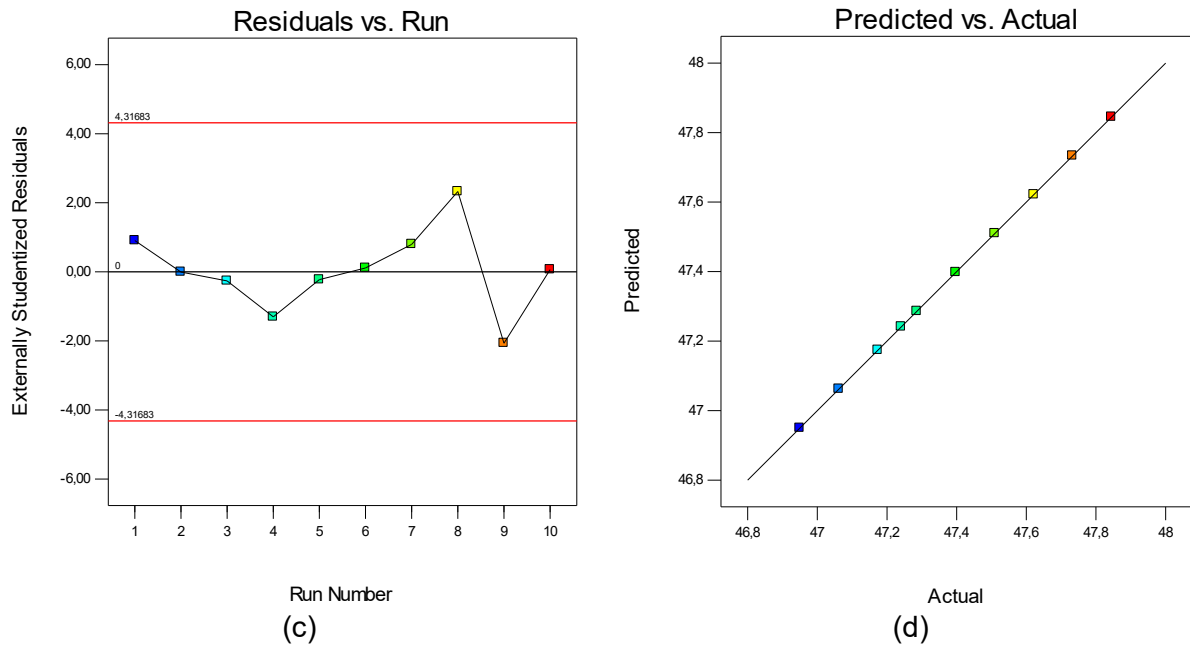 Residuals vs. Run
Externally Studentized Residuals
6,00
4,00
2,00
0,00
-2,00
-4,00
-6,00
4,31683
0
-4,31683
1 2 3 4 5 6 7 8 9 10
Run Number
(c)
Predicted vs. Actual
Predicted
48
47,8
47,6
47,4
47,2
47
46,8
46,8 47 47,2 47,4 47,6 47,8 48
Actual
(d)